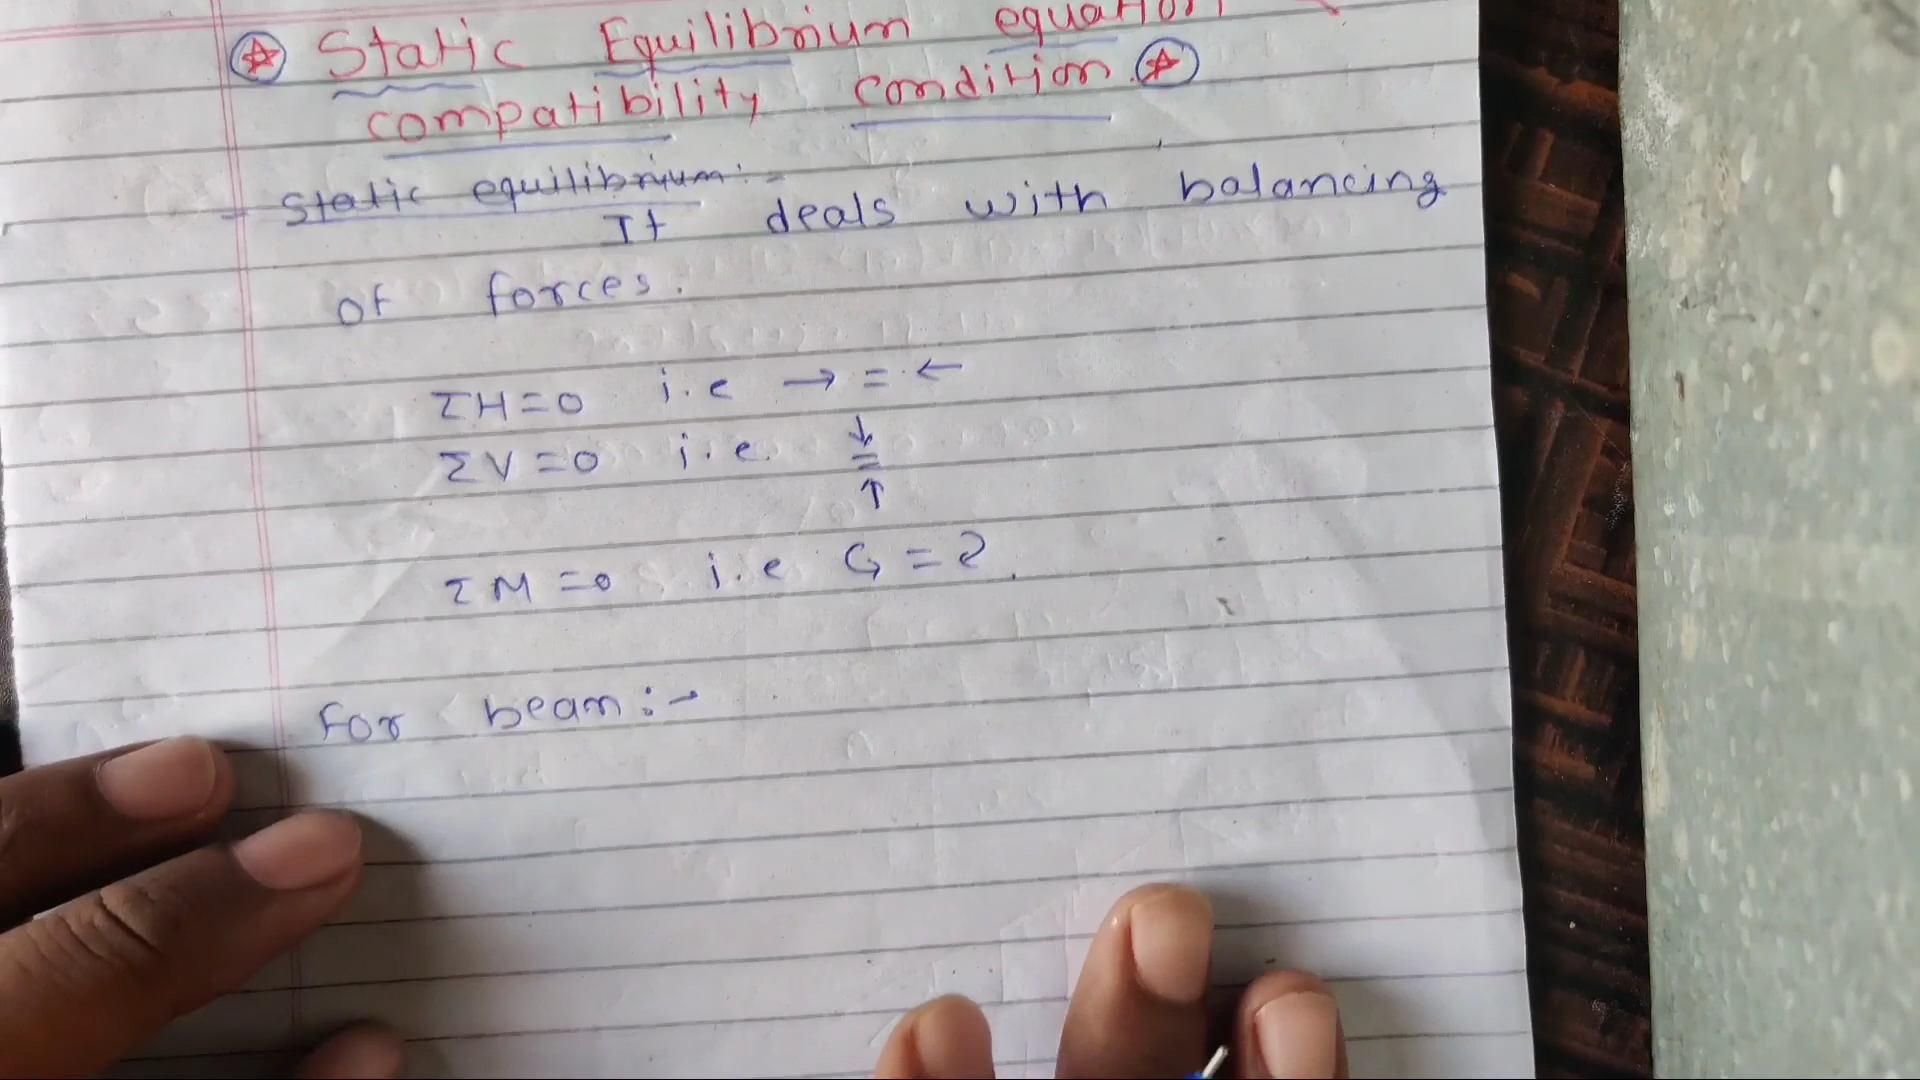 Static Equilibrium equation
compatibility condition.
static equilibrium:-
It deals with balancing
of forces.
ΣH=0 i.e → = ←
ΣV=0 i.e. ↓ = ↑
ΣM=0 i.e ↺ = ↻.
For beam:-